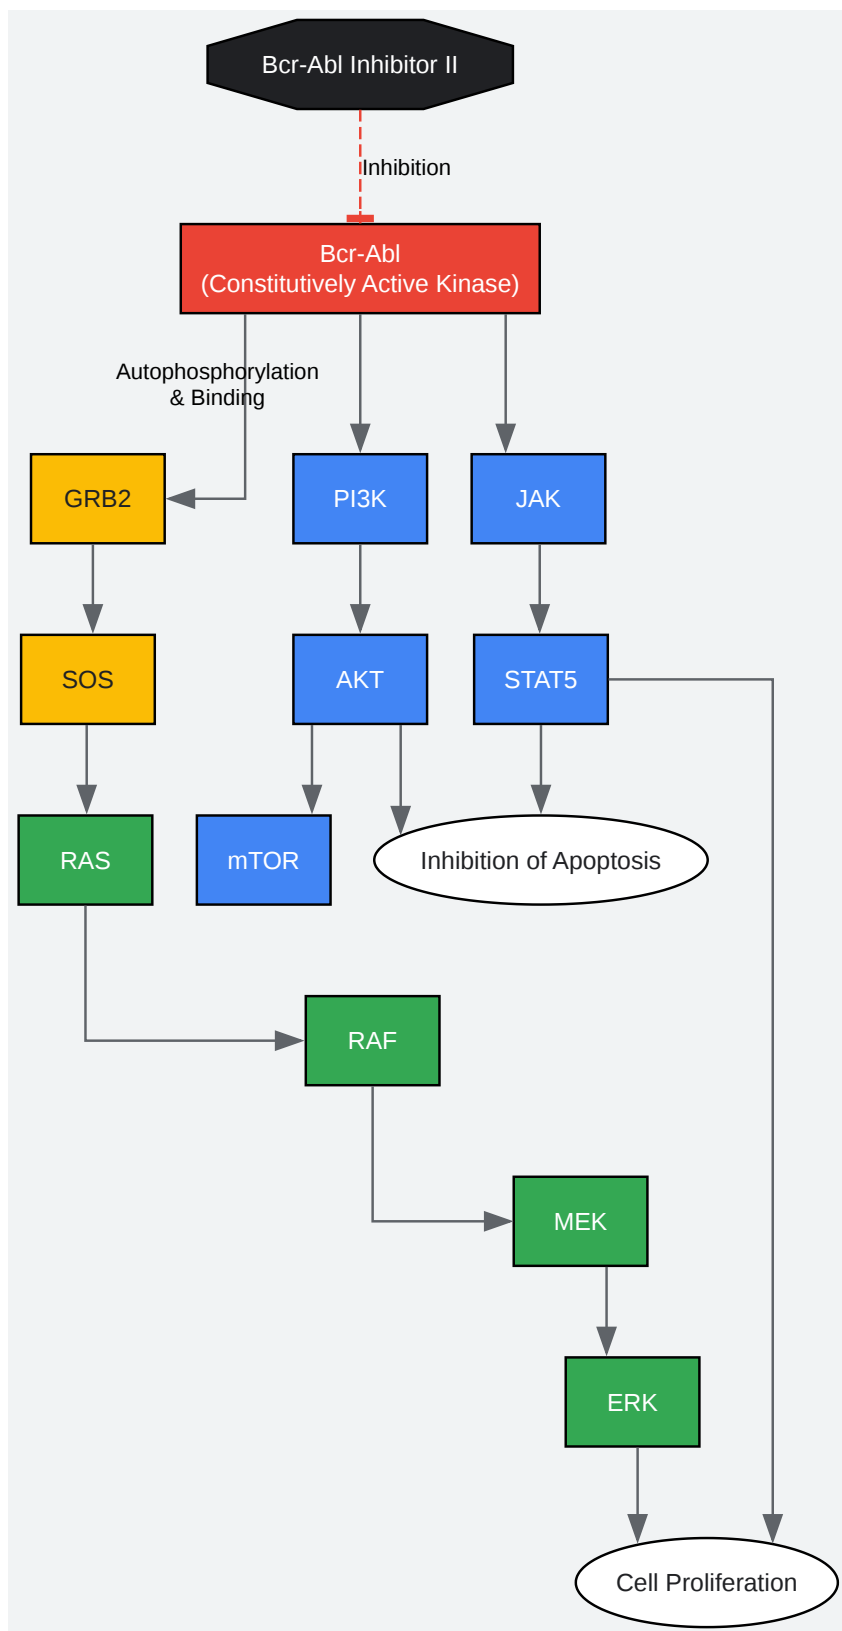 Bcr-Abl Inhibitor II
Inhibition
Bcr-Abl
(Constitutively Active Kinase)
Autophosphorylation
& Binding
GRB2
PI3K
JAK
SOS
AKT
STAT5
RAS
mTOR
Inhibition of Apoptosis
RAF
MEK
ERK
Cell Proliferation